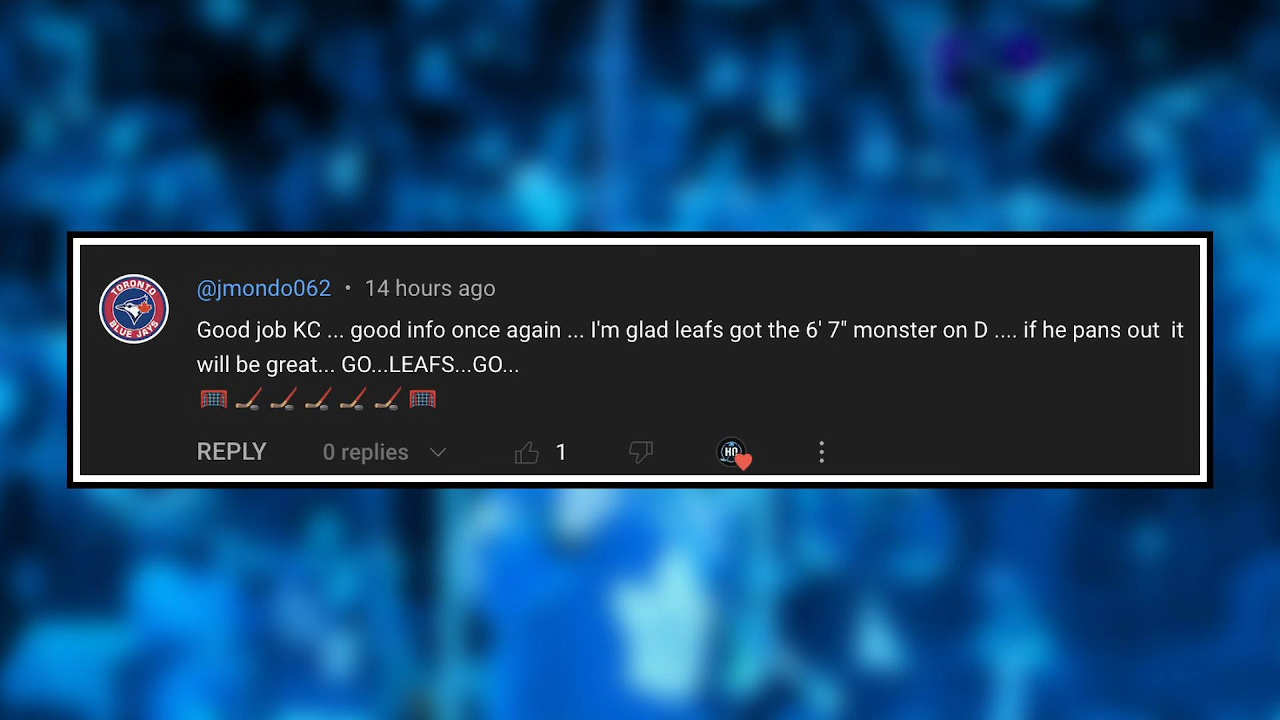 TORONTO
BLUE JAYS
@jmondo062 • 14 hours ago
Good job KC ... good info once again ... I'm glad leafs got the 6' 7" monster on D .... if he pans out  it
will be great... GO...LEAFS...GO...
🥅🏒🏒🏒🏒🏒🥅
REPLY 0 replies 1 HQ